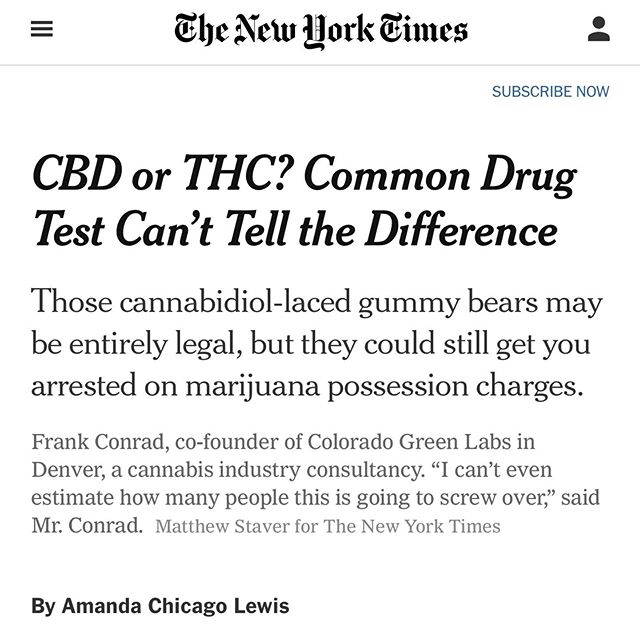 The New York Times
SUBSCRIBE NOW
CBD or THC? Common Drug
Test Can’t Tell the Difference
Those cannabidiol-laced gummy bears may
be entirely legal, but they could still get you
arrested on marijuana possession charges.
Frank Conrad, co-founder of Colorado Green Labs in
Denver, a cannabis industry consultancy. “I can’t even
estimate how many people this is going to screw over,” said
Mr. Conrad. Matthew Staver for The New York Times
By Amanda Chicago Lewis